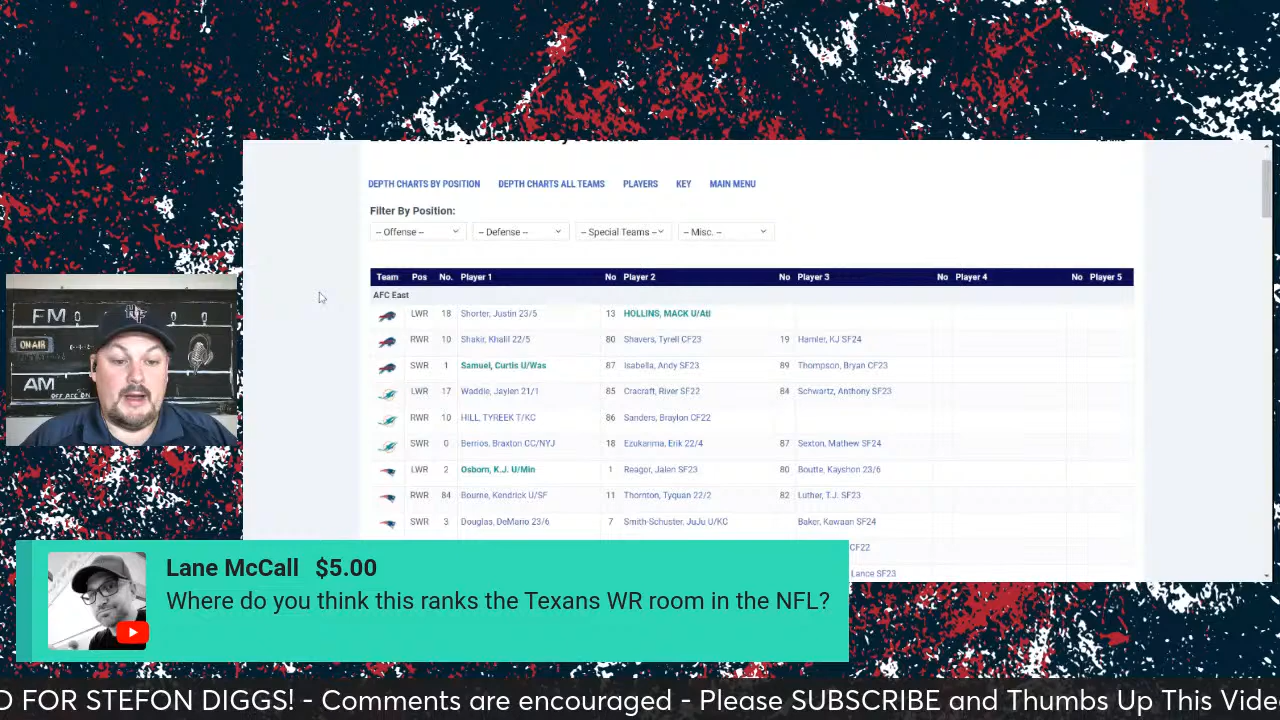 DEPTH CHARTS BY POSITION DEPTH CHARTS ALL TEAMS PLAYERS KEY MAIN MENU
Filter By Position:
-- Offense -- -- Defense -- -- Special Teams -- -- Misc. --
Team Pos No. Player 1 No Player 2 No Player 3 No Player 4 No Player 5
AFC East
LWR 18 Shorter, Justin 23/5 13 HOLLINS, MACK U/Atl
RWR 10 Shakir, Khalil 22/5 80 Shavers, Tyrell CF23 19 Hamler, KJ SF24
SWR 1 Samuel, Curtis U/Was 87 Isabella, Andy SF23 89 Thompson, Bryan CF23
LWR 17 Waddle, Jaylen 21/1 85 Cracraft, River SF22 84 Schwartz, Anthony SF23
RWR 10 HILL, TYREEK T/KC 86 Sanders, Braylon CF22
SWR 0 Berrios, Braxton CC/NYJ 18 Ezukanma, Erik 22/4 87 Sexton, Mathew SF24
LWR 2 Osborn, K.J. U/Min 1 Reagor, Jalen SF23 80 Boutte, Kayshon 23/6
RWR 84 Bourne, Kendrick U/SF 11 Thornton, Tyquan 22/2 82 Luther, T.J. SF23
SWR 3 Douglas, DeMario 23/6 7 Smith-Schuster, JuJu U/KC Baker, Kawaan SF24
CF22
Lance SF23
FM
ON AIR
AM
Lane McCall $5.00
Where do you think this ranks the Texans WR room in the NFL?
D FOR STEFON DIGGS! - Comments are encouraged - Please SUBSCRIBE and Thumbs Up This Vide